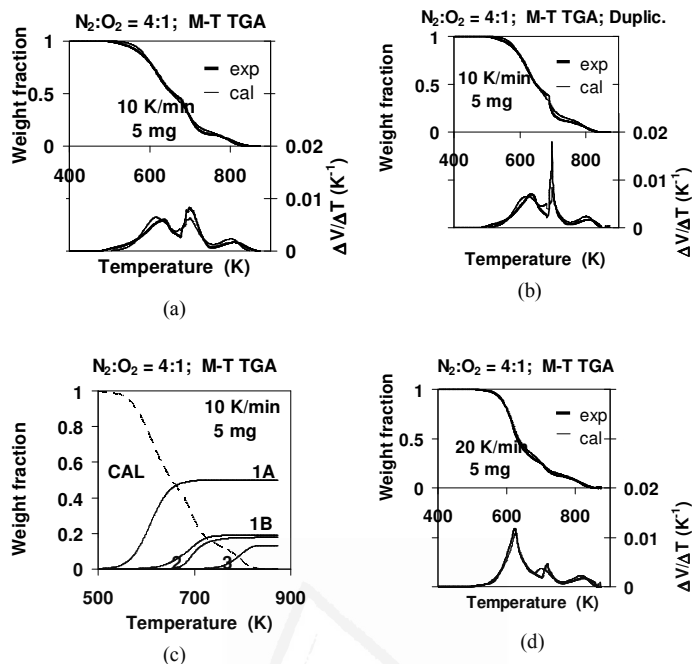 N₂:O₂ = 4:1; M-T TGA
Weight fraction
1
0.5
0
exp
cal
10 K/min
5 mg
400 600 800
0.02
0.01
0
ΔV/ΔT (K⁻¹)
Temperature (K)
(a)
N₂:O₂ = 4:1; M-T TGA; Duplic.
Weight fraction
1
0.5
0
exp
cal
10 K/min
5 mg
400 600 800
0.02
0.01
0
ΔV/ΔT (K⁻¹)
Temperature (K)
(b)
N₂:O₂ = 4:1; M-T TGA
Weight fraction
1
0.8
0.6
0.4
0.2
0
10 K/min
5 mg
CAL
1A
1B
2
3
500 700 900
Temperature (K)
(c)
N₂:O₂ = 4:1; M-T TGA
Weight fraction
1
0.5
0
exp
cal
20 K/min
5 mg
400 600 800
0.02
0.01
0
ΔV/ΔT (K⁻¹)
Temperature (K)
(d)